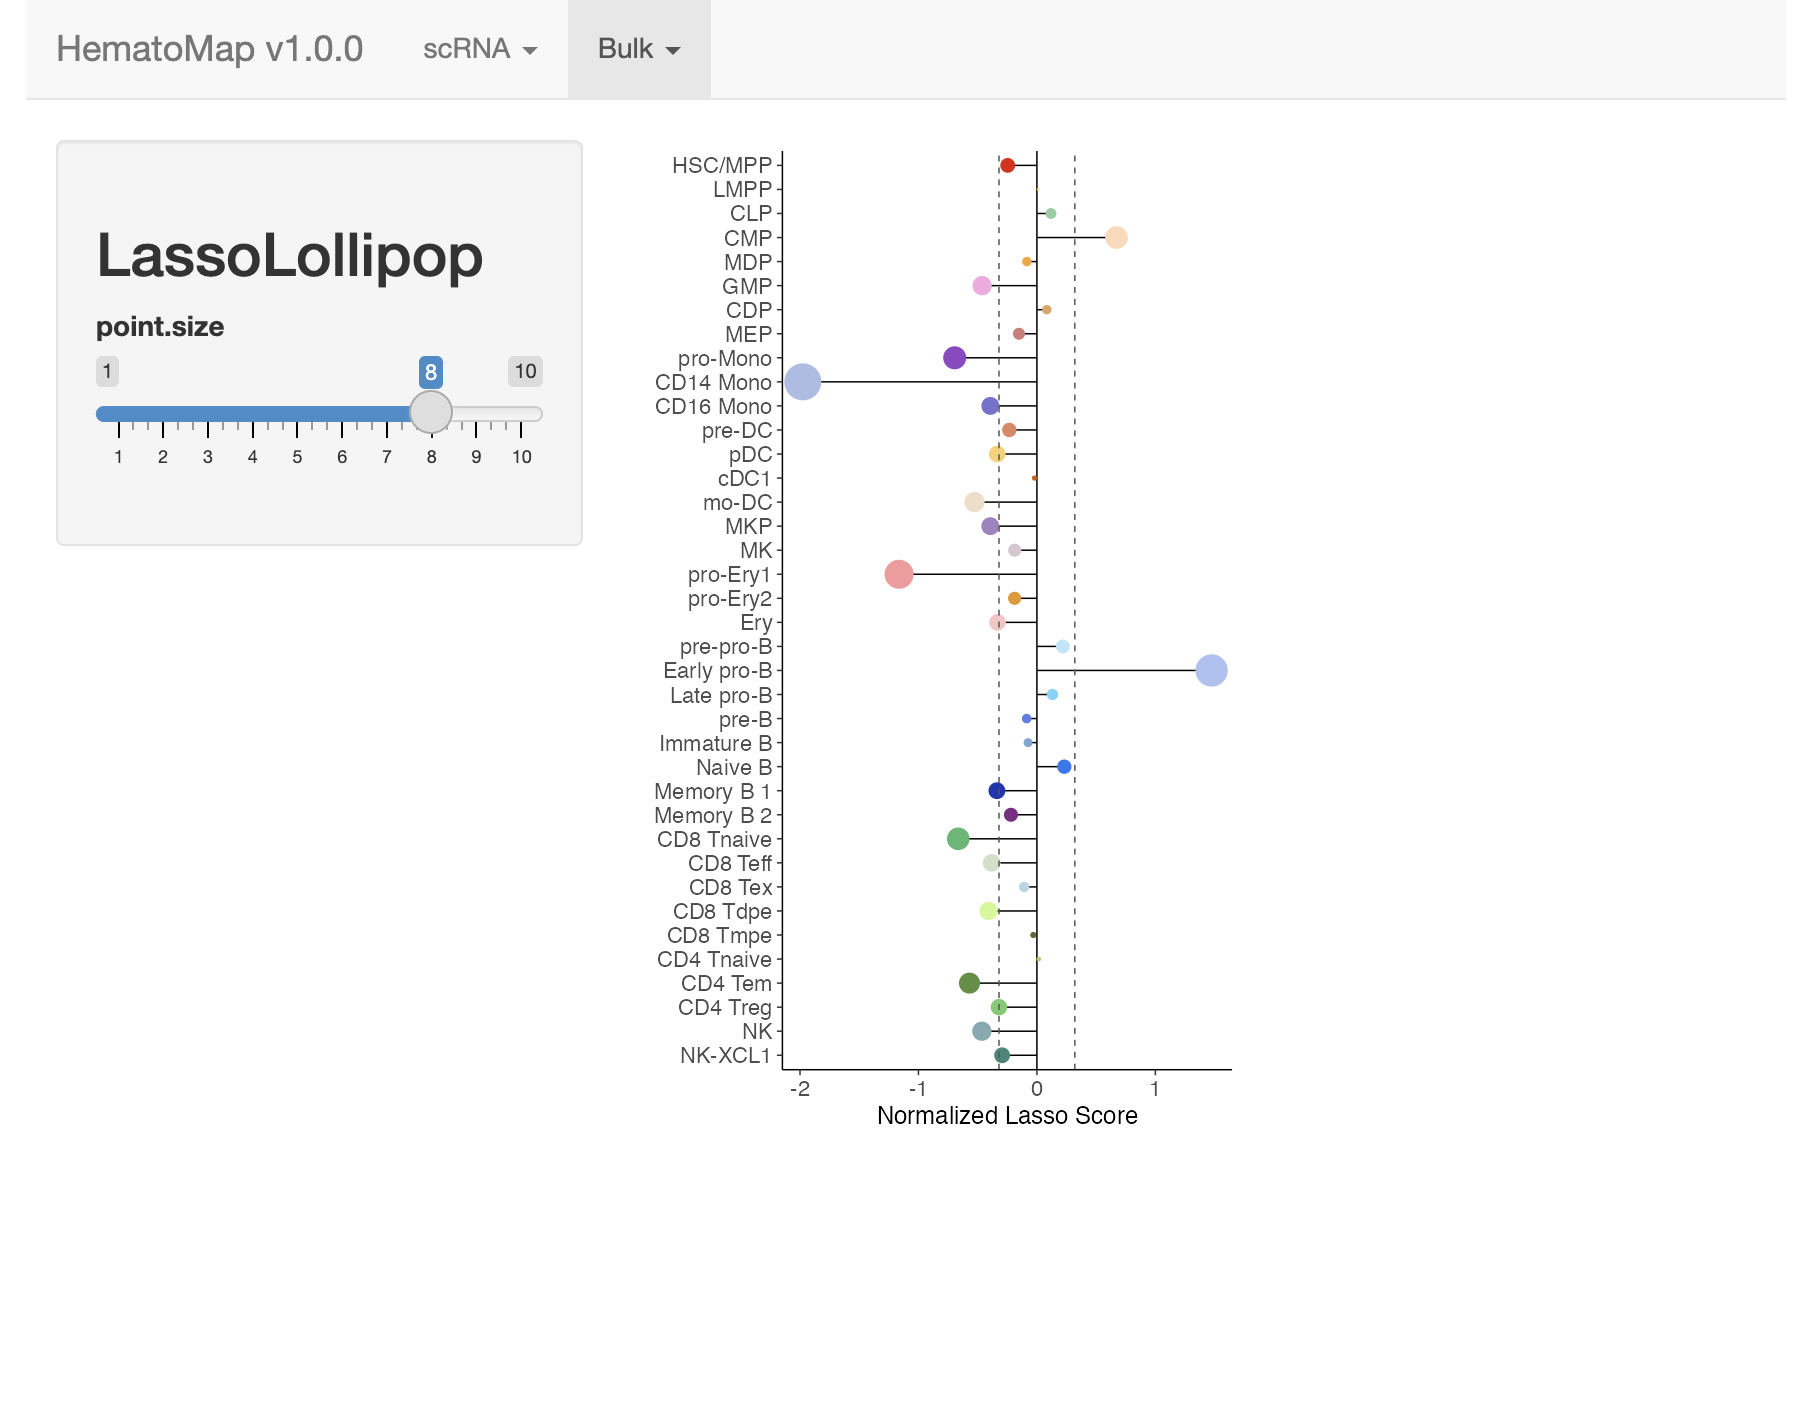 HematoMap v1.0.0 scRNA Bulk
LassoLollipop
point.size
1 8 10
1 2 3 4 5 6 7 8 9 10
HSC/MPP
LMPP
CLP
CMP
MDP
GMP
CDP
MEP
pro-Mono
CD14 Mono
CD16 Mono
pre-DC
pDC
cDC1
mo-DC
MKP
MK
pro-Ery1
pro-Ery2
Ery
pre-pro-B
Early pro-B
Late pro-B
pre-B
Immature B
Naive B
Memory B 1
Memory B 2
CD8 Tnaive
CD8 Teff
CD8 Tex
CD8 Tdpe
CD8 Tmpe
CD4 Tnaive
CD4 Tem
CD4 Treg
NK
NK-XCL1
-2 -1 0 1
Normalized Lasso Score